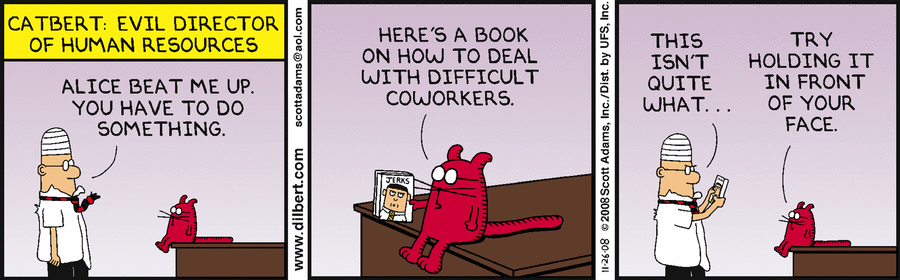 CATBERT: EVIL DIRECTOR
OF HUMAN RESOURCES
ALICE BEAT ME UP.
YOU HAVE TO DO
SOMETHING.
www.dilbert.com
scottadams@aol.com
HERE'S A BOOK
ON HOW TO DEAL
WITH DIFFICULT
COWORKERS.
JERKS
11-26-08 © 2008 Scott Adams, Inc./Dist. by UFS, Inc.
THIS
ISN'T
QUITE
WHAT...
TRY
HOLDING IT
IN FRONT
OF YOUR
FACE.